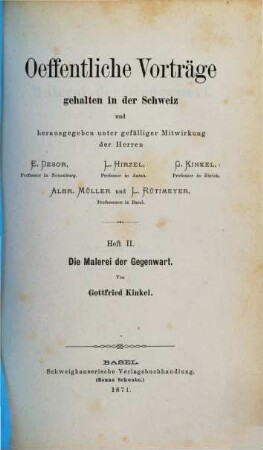 Oeffentliche Vorträge
gehalten in der Schweiz
und
herausgegeben unter gefälliger Mitwirkung
der Herren
E. Desor, L. Hirzel, G. Kinkel,
Professor in Neuenburg. Professor in Aarau. Professor in Zürich.
Albr. Müller und L. Rütimeyer,
Professoren in Basel.
Heft II.
Die Malerei der Gegenwart.
Von
Gottfried Kinkel.
BASEL.
Schweighauserische Verlagsbuchhandlung.
(Benno Schwabe.)
1871.